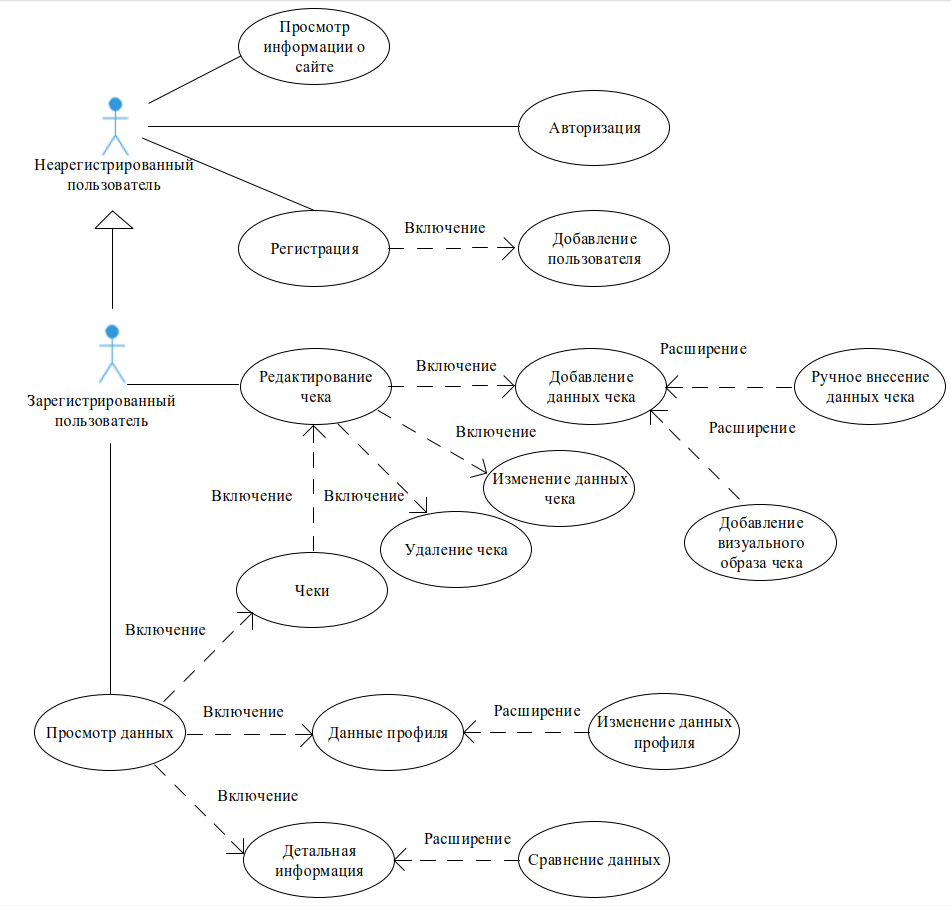 Просмотр
информации о
сайте
Авторизация
Неарегистрированный
пользователь
Регистрация
Включение
Добавление
пользователя
Зарегистрированный
пользователь
Редактирование
чека
Включение
Добавление
данных чека
Расширение
Ручное внесение
данных чека
Расширение
Включение
Изменение данных
чека
Включение
Включение
Удаление чека
Добавление
визуального
образа чека
Чеки
Включение
Просмотр данных
Включение
Данные профиля
Расширение
Изменение данных
профиля
Включение
Детальная
информация
Расширение
Сравнение данных